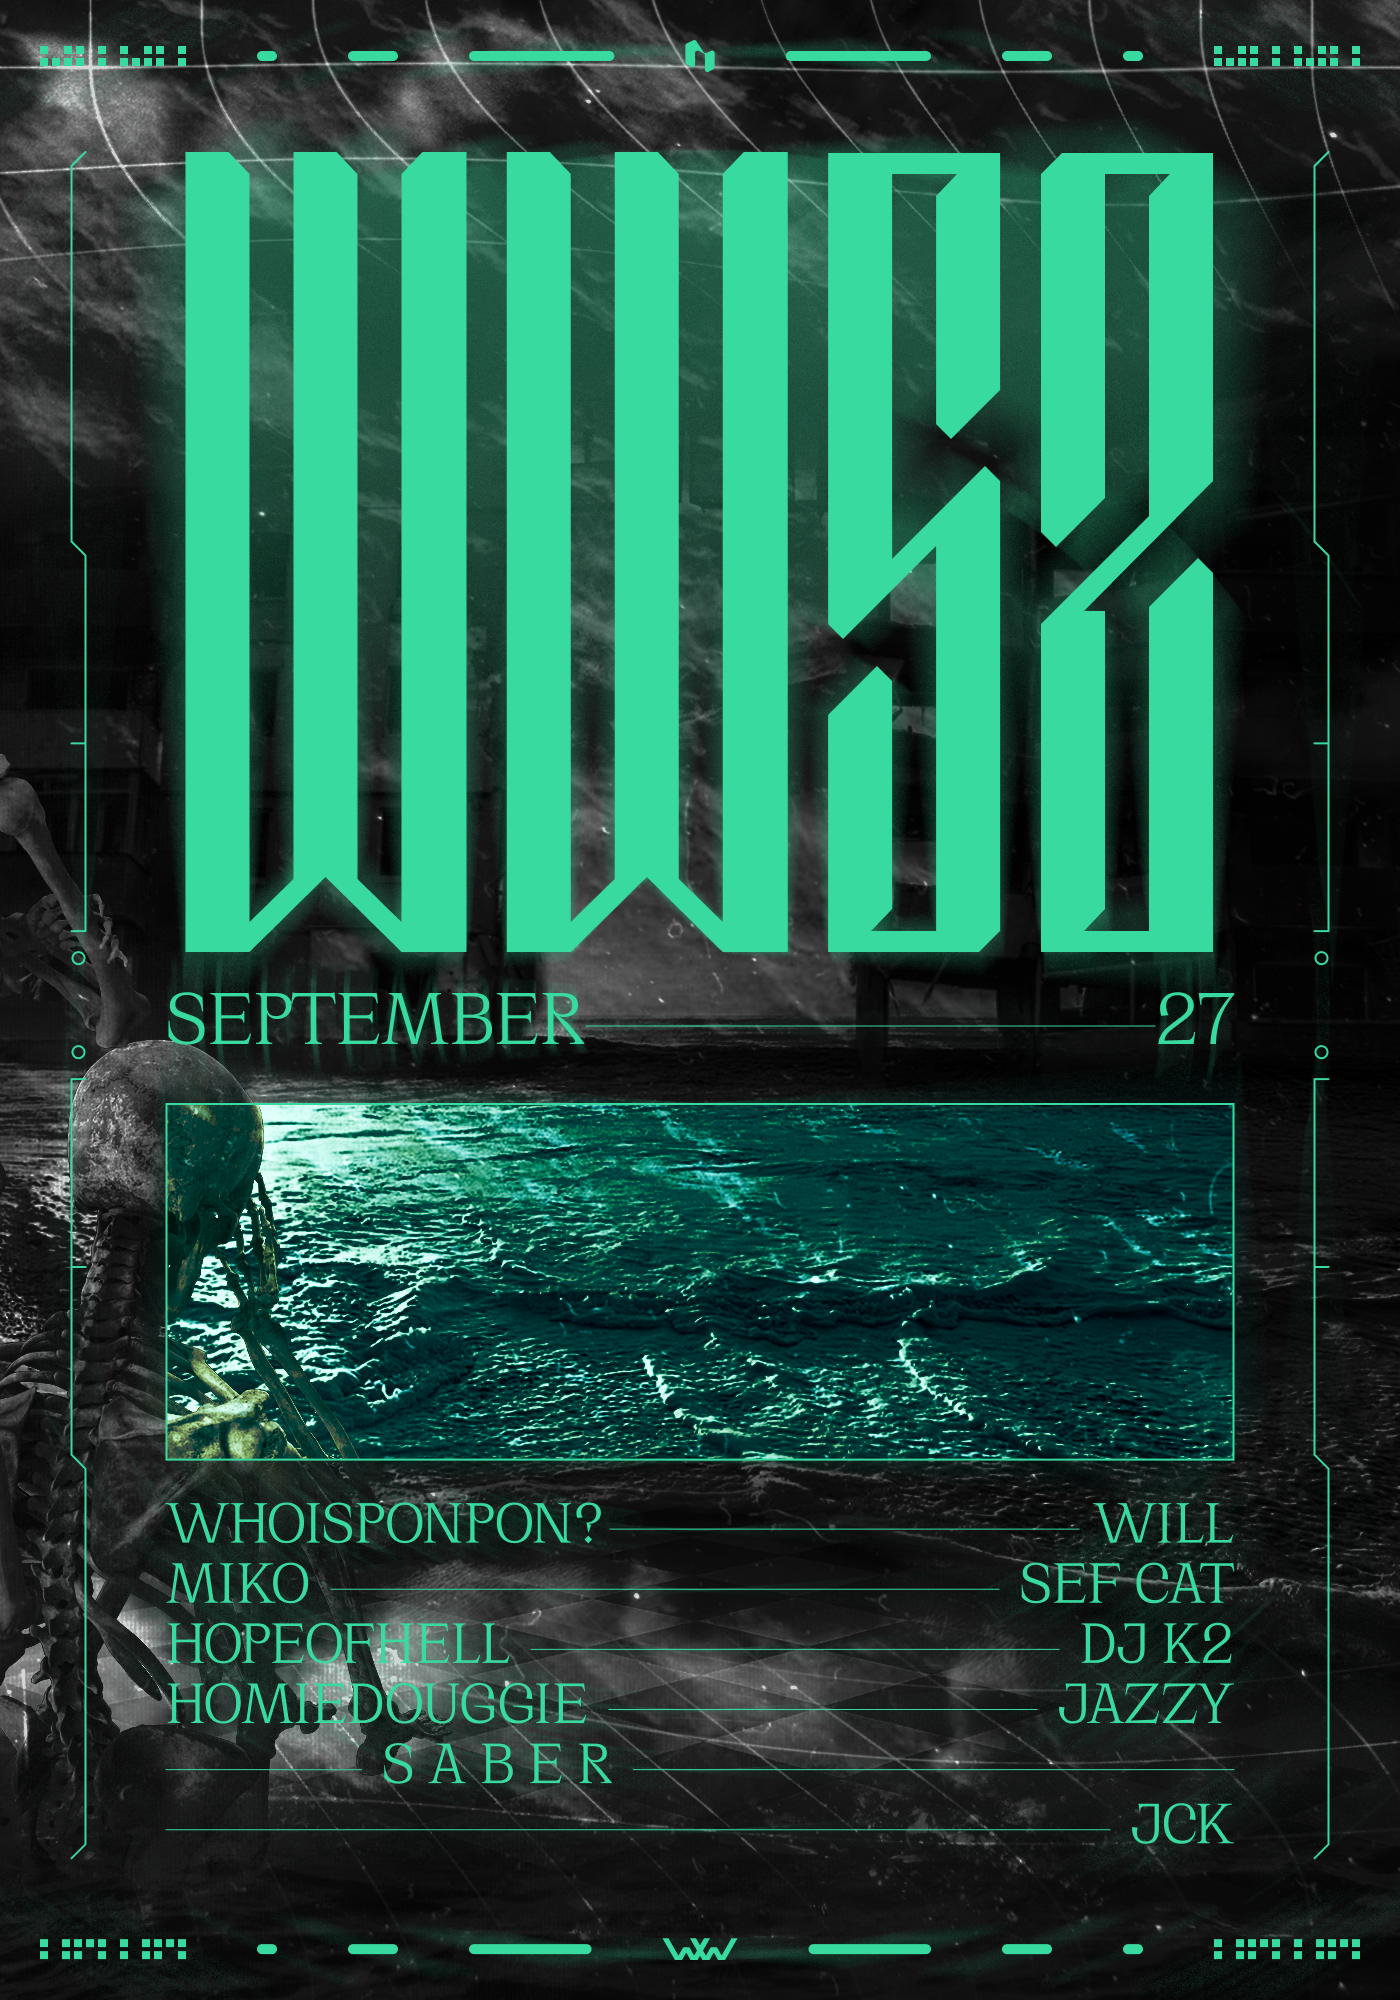 WWS2
SEPTEMBER 27
WHOISPONPON? WILL
MIKO SEF CAT
HOPEOFHELL DJ K2
HOMIEDOUGGIE JAZZY
SABER
JCK